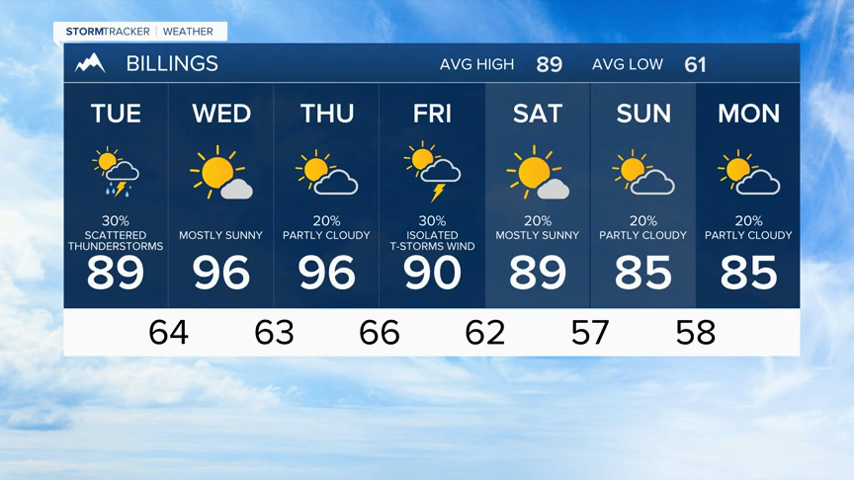 STORMTRACKER | WEATHER
BILLINGS AVG HIGH 89 AVG LOW 61
TUE WED THU FRI SAT SUN MON
30% 20% 30% 20% 20% 20%
SCATTERED MOSTLY SUNNY PARTLY CLOUDY ISOLATED MOSTLY SUNNY PARTLY CLOUDY PARTLY CLOUDY
THUNDERSTORMS T-STORMS WIND
89 96 96 90 89 85 85
64 63 66 62 57 58